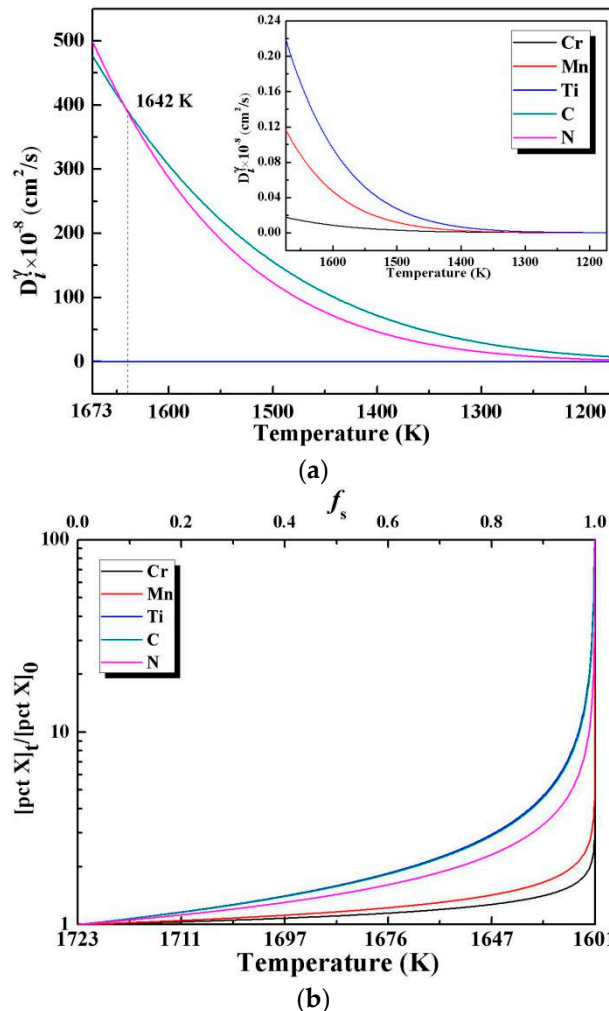 500
400
300
200
100
0
D_i^γ×10^-8 (cm²/s)
1642 K
0.24
0.20
0.16
0.12
0.08
0.04
0.00
D_i^γ×10^-8 (cm²/s)
Cr
Mn
Ti
C
N
1600 1500 1400 1300 1200
Temperature (K)
1673 1600 1500 1400 1300 1200
Temperature (K)
(a)
f_s
0.0 0.2 0.4 0.6 0.8 1.0
100
10
1
[pct X]_t/[pct X]_0
Cr
Mn
Ti
C
N
1723 1711 1697 1676 1647 1601
Temperature (K)
(b)